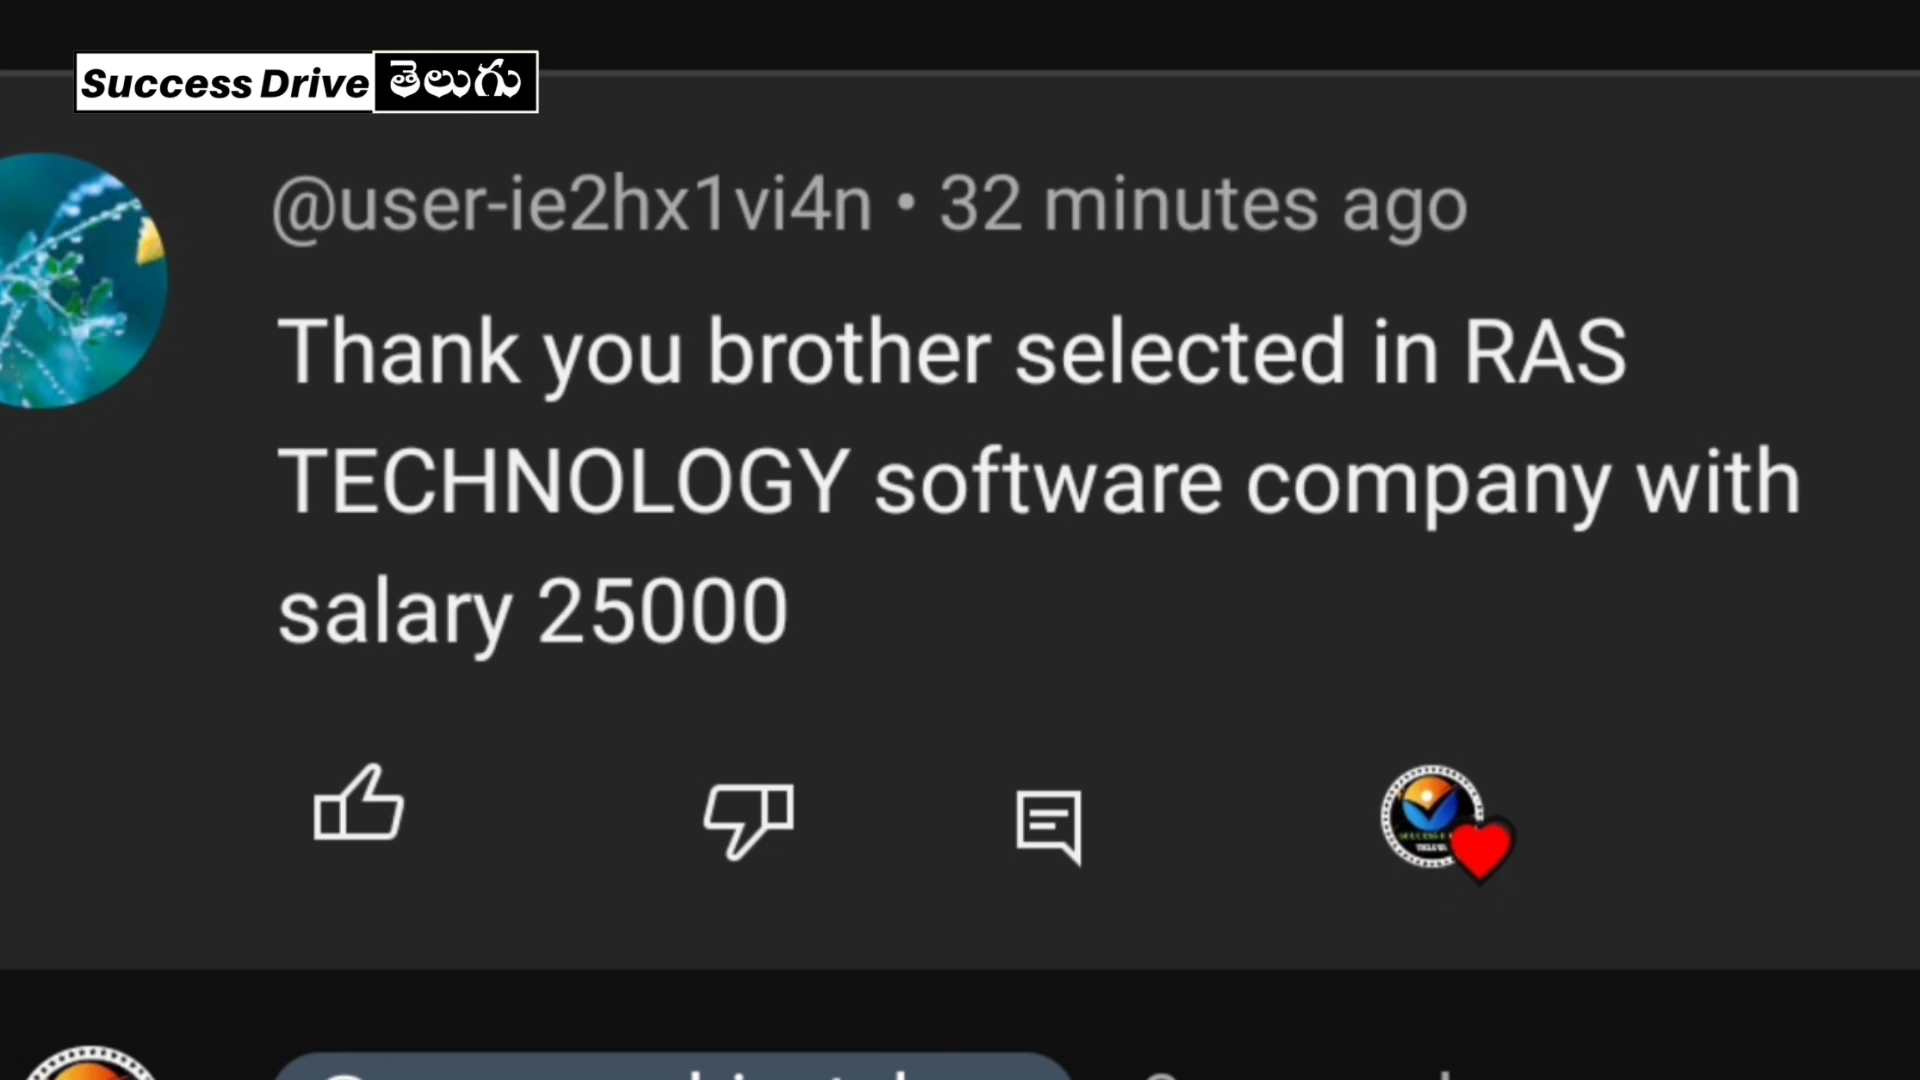 Success Drive తెలుగు
@user-ie2hx1vi4n • 32 minutes ago
Thank you brother selected in RAS
TECHNOLOGY software company with
salary 25000